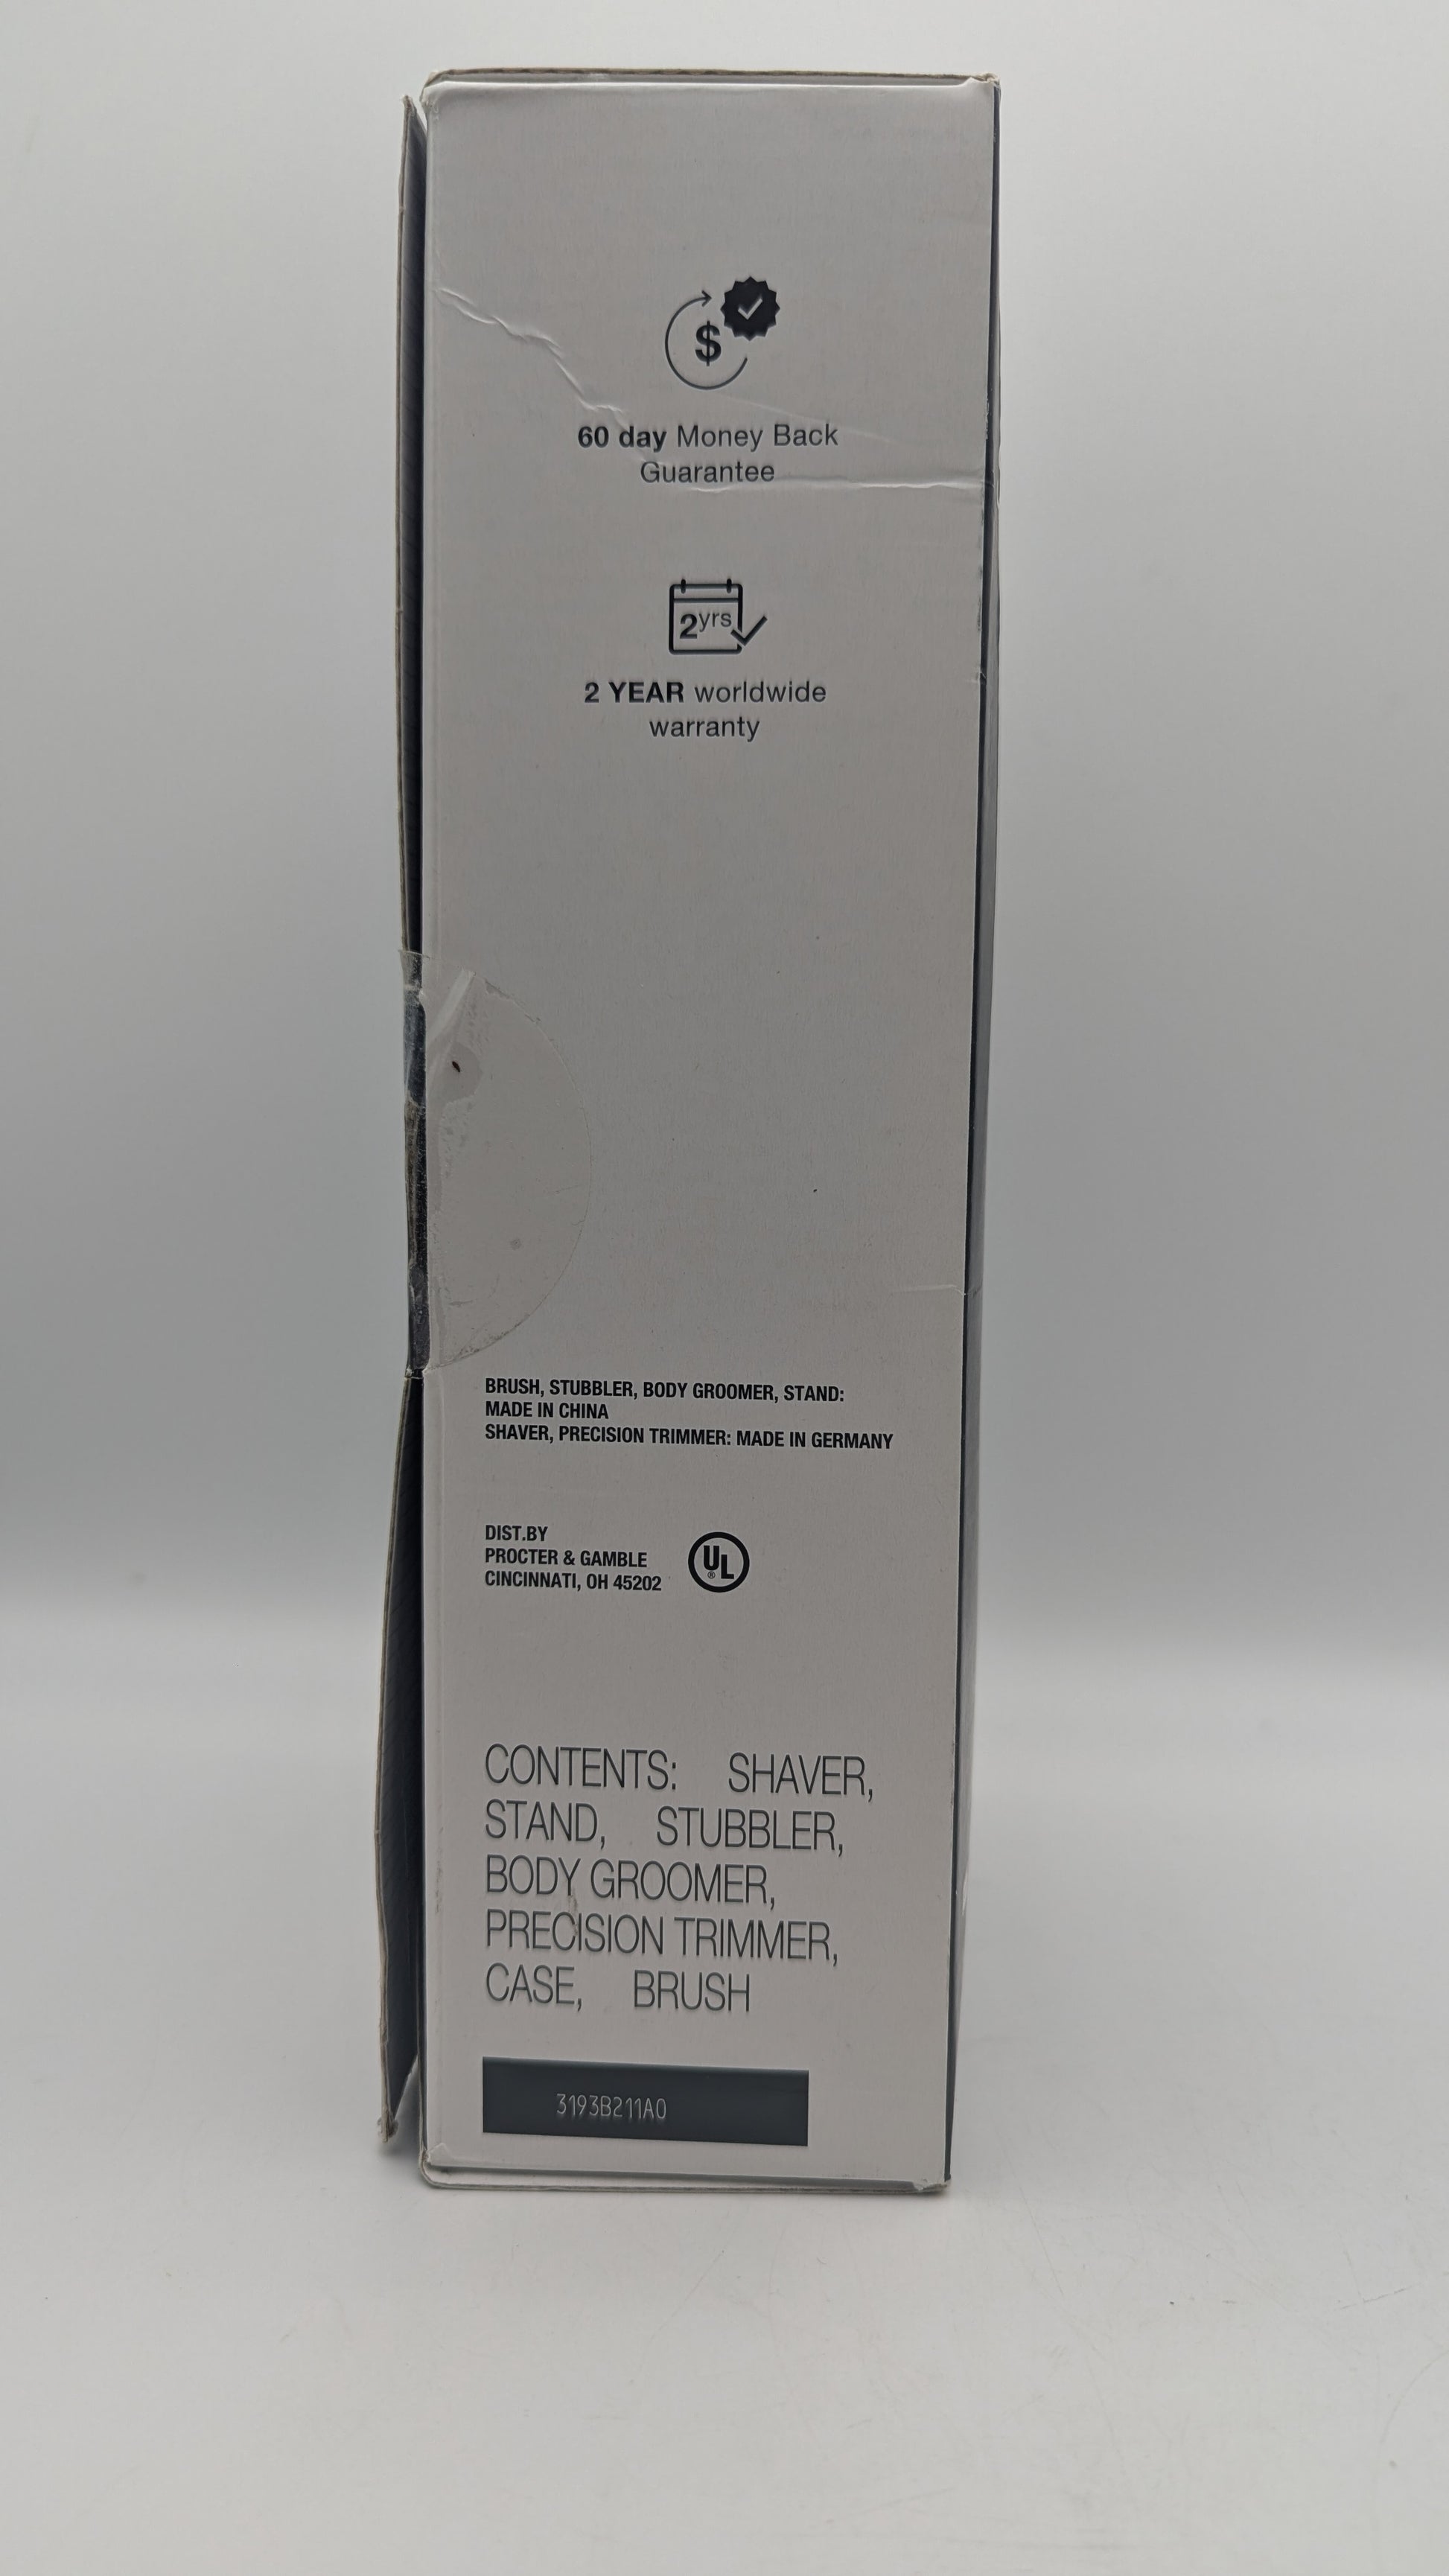 $
60 day Money Back
Guarantee
2yrs
2 YEAR worldwide
warranty
BRUSH, STUBBLER, BODY GROOMER, STAND:
MADE IN CHINA
SHAVER, PRECISION TRIMMER: MADE IN GERMANY
DIST.BY
PROCTER & GAMBLE
CINCINNATI, OH 45202
UL
®
CONTENTS: SHAVER,
STAND, STUBBLER,
BODY GROOMER,
PRECISION TRIMMER,
CASE, BRUSH
3193B211A0